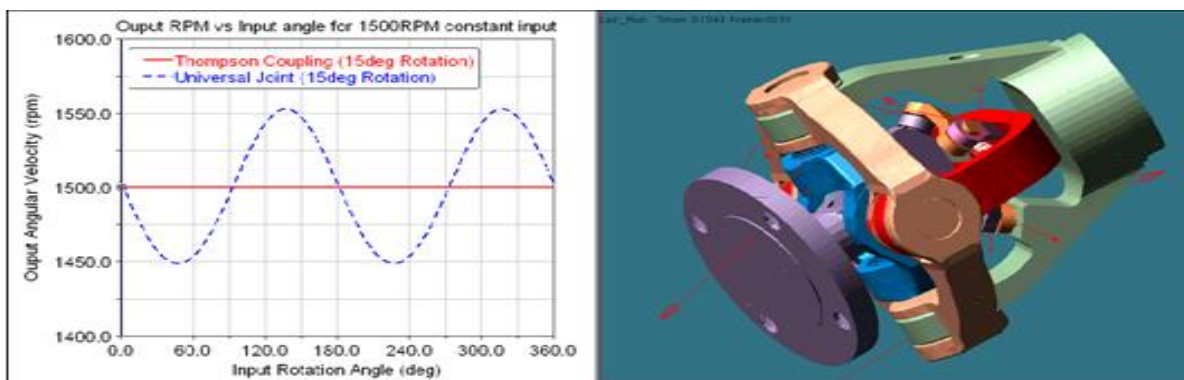 Ouput RPM vs Input angle for 1500RPM constant input
Thompson Coupling (15deg Rotation)
Universal Joint (15deg Rotation)
Ouput Angular Velocity (rpm)
1600.0
1550.0
1500.0
1450.0
1400.0
0.0 60.0 120.0 180.0 240.0 300.0 360.0
Input Rotation Angle (deg)